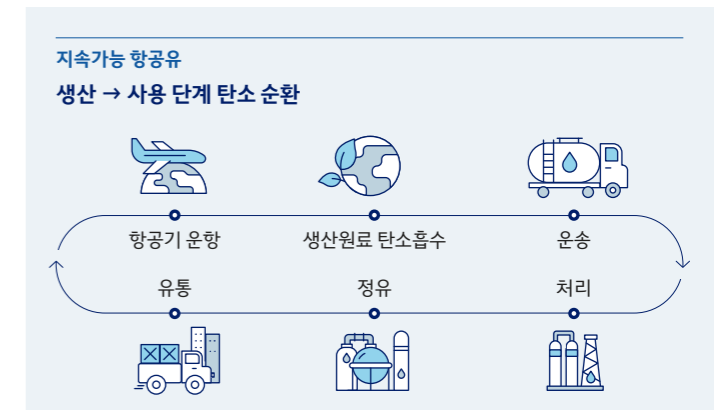 지속가능 항공유
생산 → 사용 단계 탄소 순환
항공기 운항
생산원료 탄소흡수
운송
유통
정유
처리